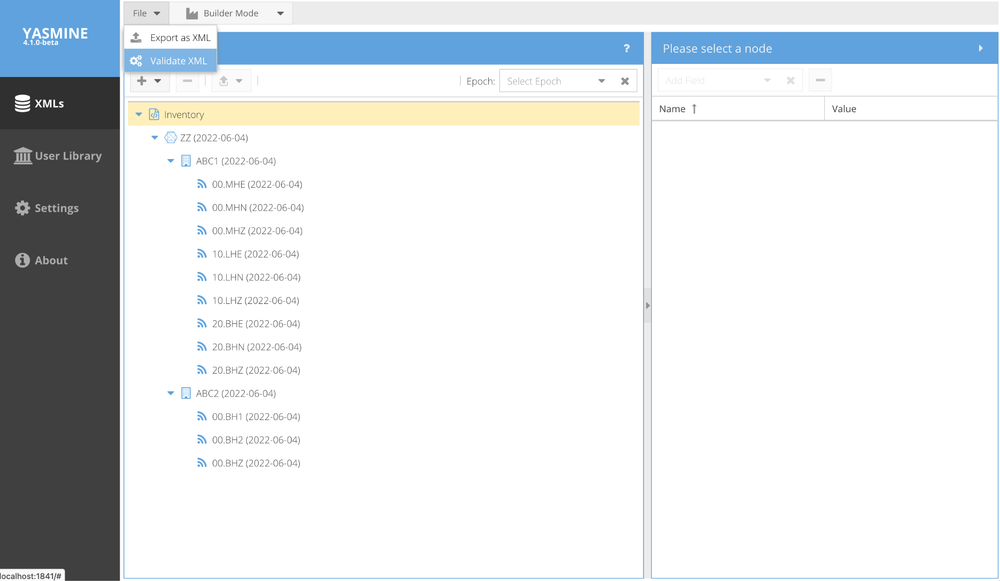 YASMINE
4.1.0-beta
XMLs
User Library
Settings
About
localhost:1841/#
File
Builder Mode
Export as XML
Validate XML
?
Epoch: Select Epoch
Inventory
ZZ (2022-06-04)
ABC1 (2022-06-04)
00.MHE (2022-06-04)
00.MHN (2022-06-04)
00.MHZ (2022-06-04)
10.LHE (2022-06-04)
10.LHN (2022-06-04)
10.LHZ (2022-06-04)
20.BHE (2022-06-04)
20.BHN (2022-06-04)
20.BHZ (2022-06-04)
ABC2 (2022-06-04)
00.BH1 (2022-06-04)
00.BH2 (2022-06-04)
00.BHZ (2022-06-04)
Please select a node
Add Field
Name
Value